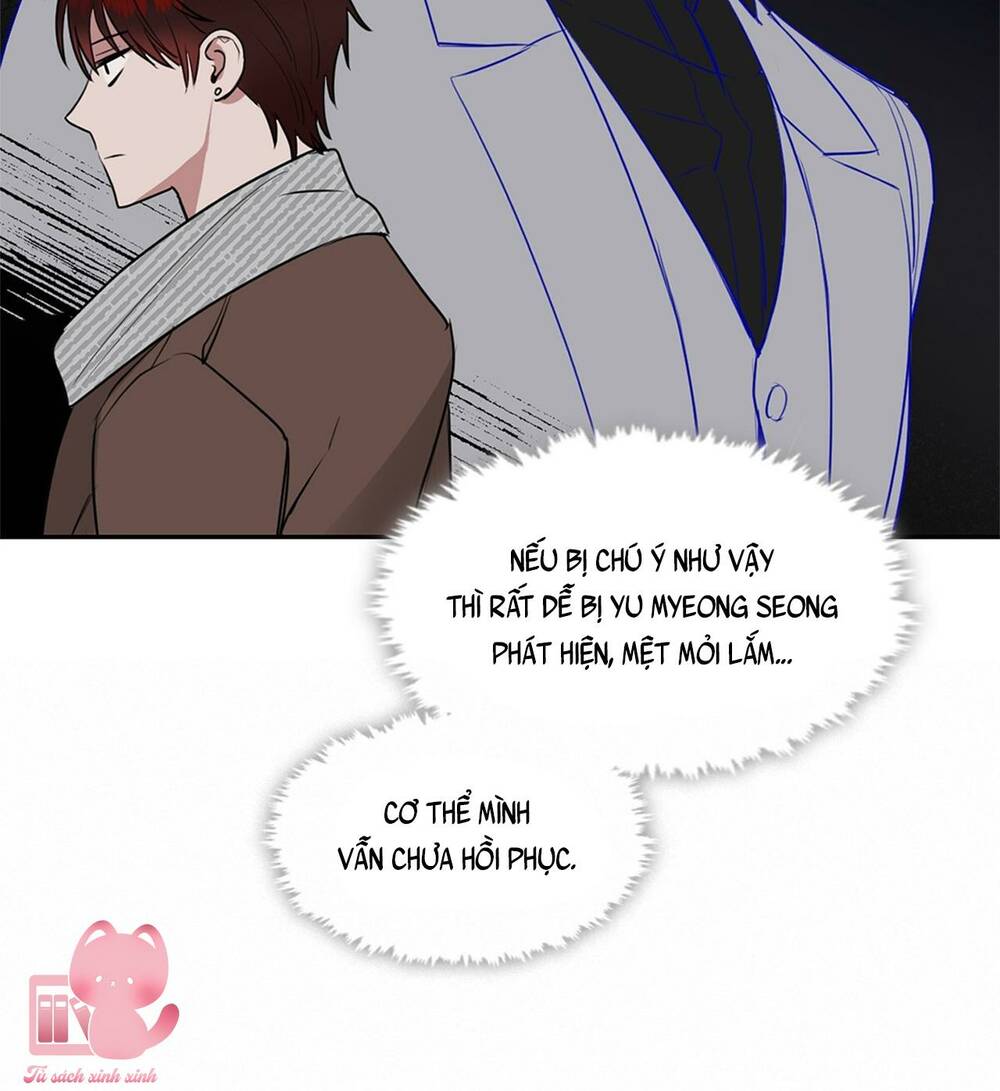 NẾU BỊ CHÚ Ý NHƯ VẬY
THÌ RẤT DỄ BỊ YU MYEONG SEONG
PHÁT HIỆN, MỆT MỎI LẮM...
CƠ THỂ MÌNH
VẪN CHƯA HỒI PHỤC.
Tủ sách xinh xinh